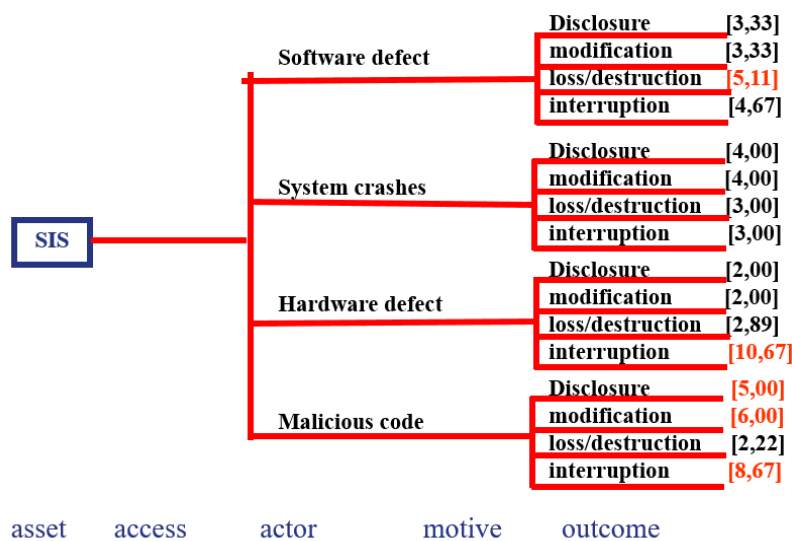 Disclosure [3,33]
Software defect modification [3,33]
loss/destruction [5,11]
interruption [4,67]
Disclosure [4,00]
System crashes modification [4,00]
loss/destruction [3,00]
SIS interruption [3,00]
Disclosure [2,00]
Hardware defect modification [2,00]
loss/destruction [2,89]
interruption [10,67]
Disclosure [5,00]
Malicious code modification [6,00]
loss/destruction [2,22]
interruption [8,67]
asset access actor motive outcome